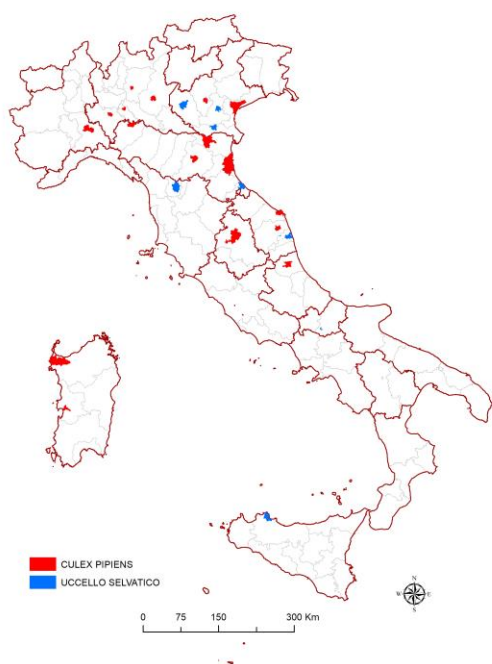 CULEX PIPIENS
UCCELLO SELVATICO
N
W E
S
0 75 150 300 Km